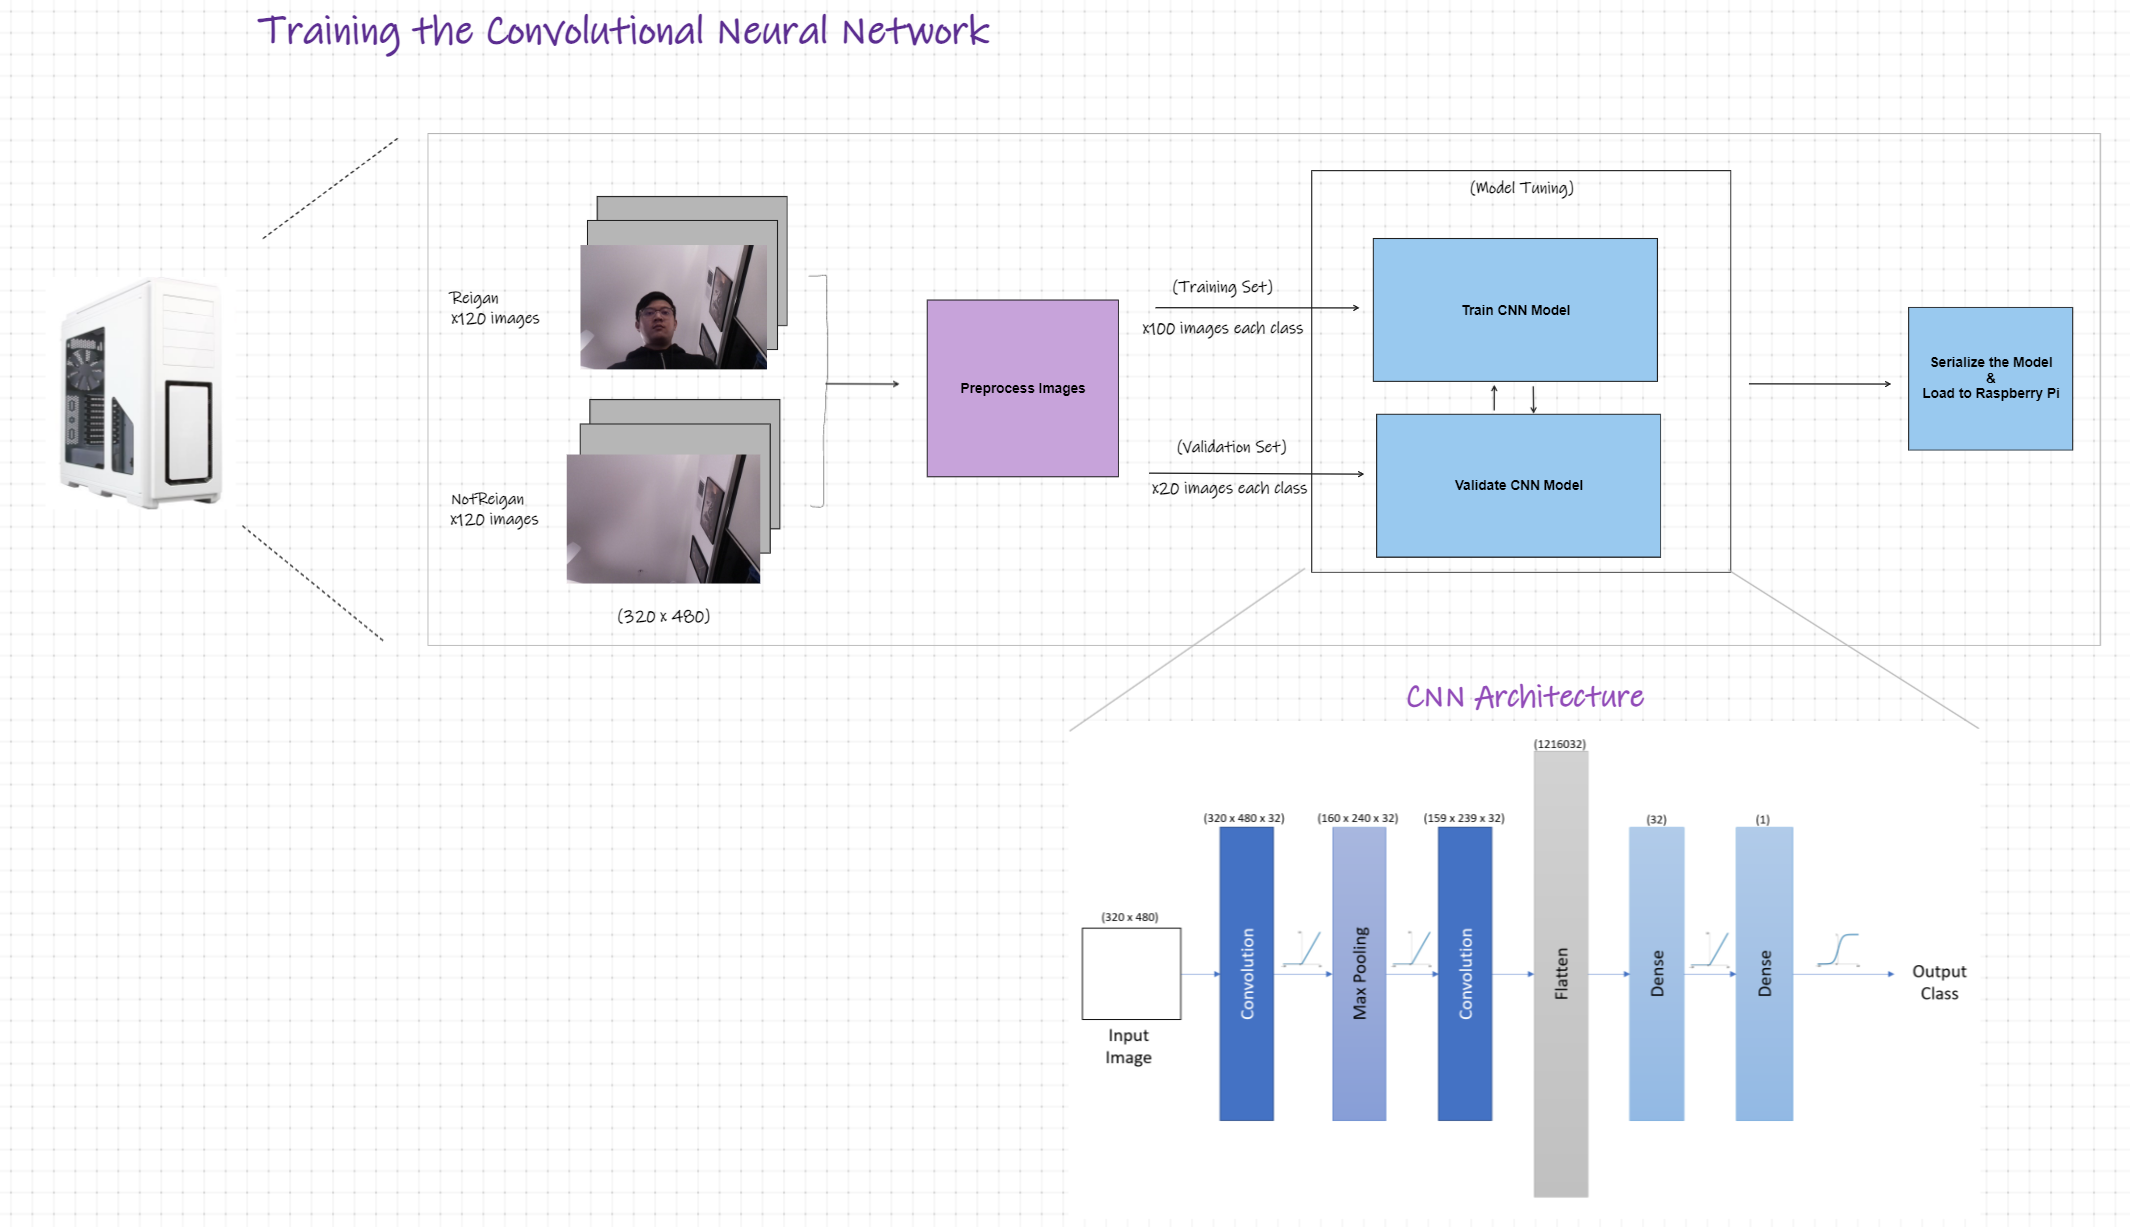 Training the Convolutional Neural Network
Reigan
x120 images
NotReigan
x120 images
(320 x 480)
Preprocess Images
(Training Set)
x100 images each class
(Validation Set)
x20 images each class
(Model Tuning)
Train CNN Model
Validate CNN Model
Serialize the Model
&
Load to Raspberry Pi
CNN Architecture
(320 x 480)
Input
Image
(320 x 480 x 32)
Convolution
(160 x 240 x 32)
Max Pooling
(159 x 239 x 32)
Convolution
(1216032)
Flatten
(32)
Dense
(1)
Dense
Output
Class